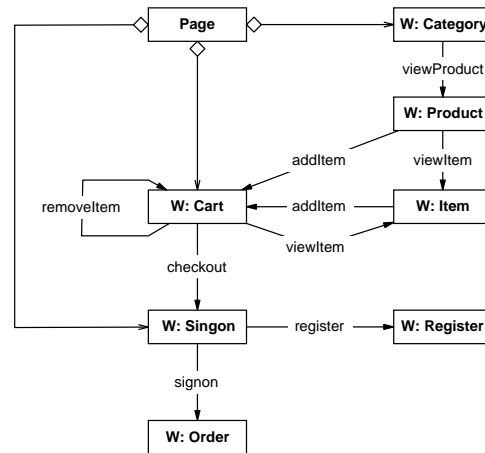 Page
W: Category
viewProduct
W: Product
addItem
viewItem
removeItem
W: Cart
addItem
W: Item
viewItem
checkout
W: Singon
register
W: Register
signon
W: Order